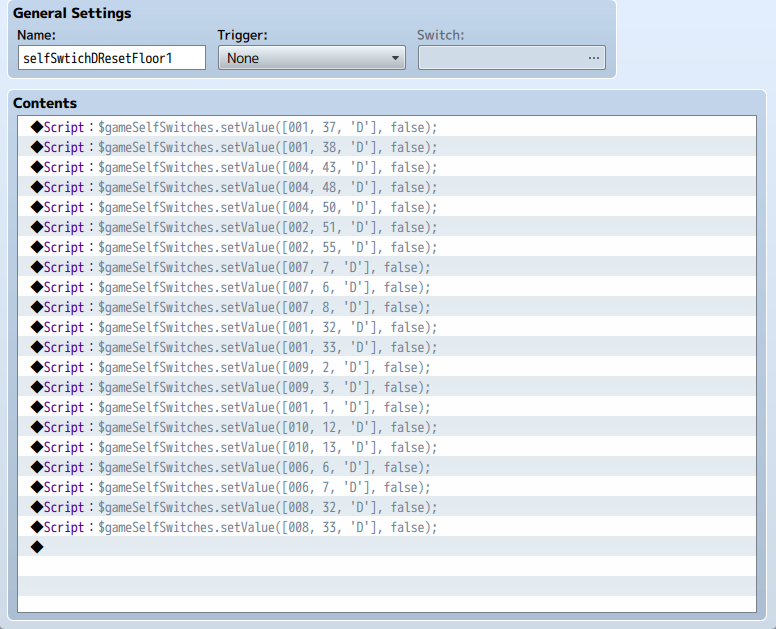 General Settings
Name: Trigger: Switch:
selfSwtichDResetFloor1 None ...
Contents
◆Script：$gameSelfSwitches.setValue([001, 37, 'D'], false);
◆Script：$gameSelfSwitches.setValue([001, 38, 'D'], false);
◆Script：$gameSelfSwitches.setValue([004, 43, 'D'], false);
◆Script：$gameSelfSwitches.setValue([004, 48, 'D'], false);
◆Script：$gameSelfSwitches.setValue([004, 50, 'D'], false);
◆Script：$gameSelfSwitches.setValue([002, 51, 'D'], false);
◆Script：$gameSelfSwitches.setValue([002, 55, 'D'], false);
◆Script：$gameSelfSwitches.setValue([007, 7, 'D'], false);
◆Script：$gameSelfSwitches.setValue([007, 6, 'D'], false);
◆Script：$gameSelfSwitches.setValue([007, 8, 'D'], false);
◆Script：$gameSelfSwitches.setValue([001, 32, 'D'], false);
◆Script：$gameSelfSwitches.setValue([001, 33, 'D'], false);
◆Script：$gameSelfSwitches.setValue([009, 2, 'D'], false);
◆Script：$gameSelfSwitches.setValue([009, 3, 'D'], false);
◆Script：$gameSelfSwitches.setValue([001, 1, 'D'], false);
◆Script：$gameSelfSwitches.setValue([010, 12, 'D'], false);
◆Script：$gameSelfSwitches.setValue([010, 13, 'D'], false);
◆Script：$gameSelfSwitches.setValue([006, 6, 'D'], false);
◆Script：$gameSelfSwitches.setValue([006, 7, 'D'], false);
◆Script：$gameSelfSwitches.setValue([008, 32, 'D'], false);
◆Script：$gameSelfSwitches.setValue([008, 33, 'D'], false);
◆